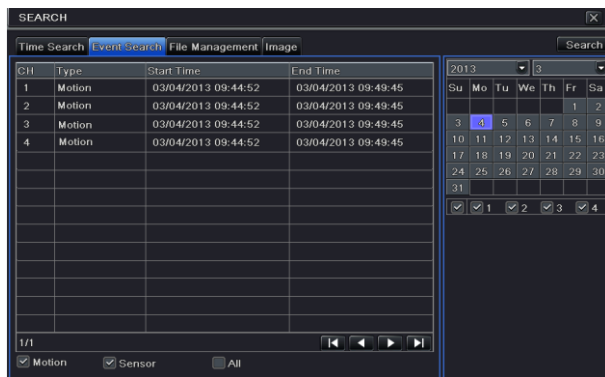 SEARCH
Time Search Event Search File Management Image
Search
CH Type Start Time End Time
1 Motion 03/04/2013 09:44:52 03/04/2013 09:49:45
2 Motion 03/04/2013 09:44:52 03/04/2013 09:49:45
3 Motion 03/04/2013 09:44:52 03/04/2013 09:49:45
4 Motion 03/04/2013 09:44:52 03/04/2013 09:49:45
1/1
Motion Sensor All
2013 3
Su Mo Tu We Th Fr Sa
1 2
3 4 5 6 7 8 9
10 11 12 13 14 15 16
17 18 19 20 21 22 23
24 25 26 27 28 29 30
31
1 2 3 4